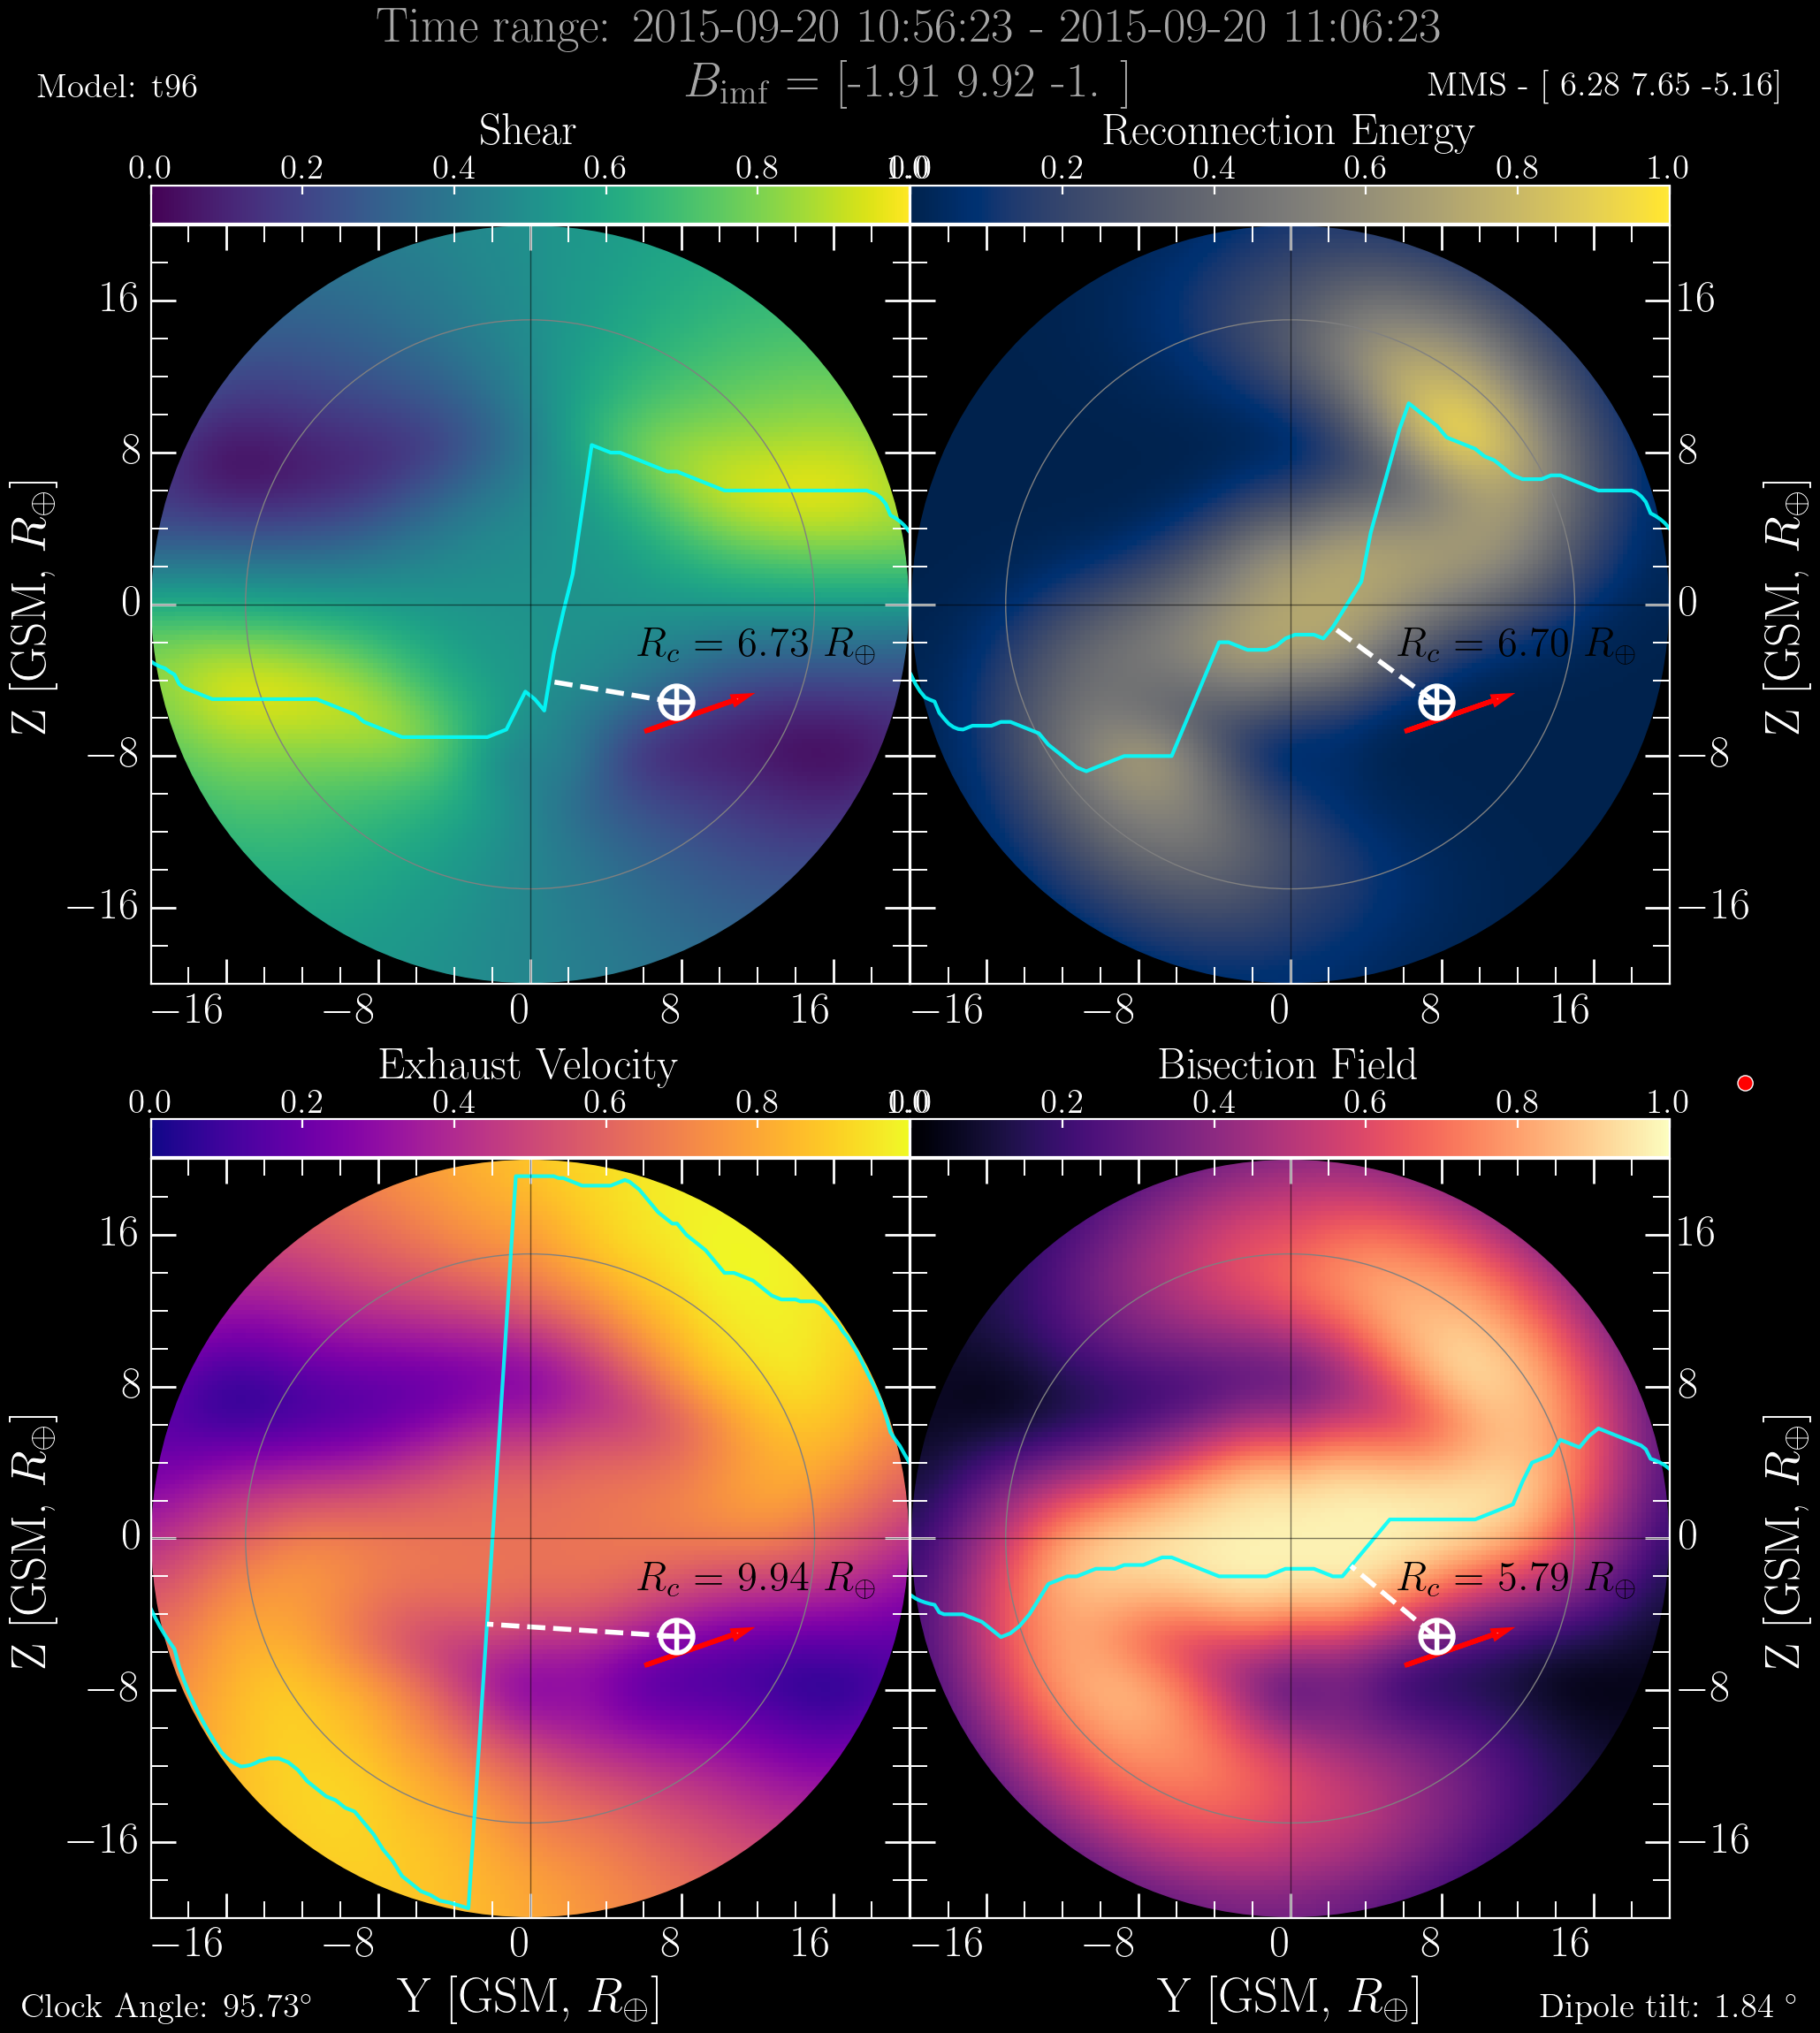 Time range: 2015-09-20 10:56:23 - 2015-09-20 11:06:23
Model: t96
B_imf = [-1.91 9.92 -1. ]
MMS - [ 6.28 7.65 -5.16]
Shear
Reconnection Energy
0.0 0.2 0.4 0.6 0.8 1.0
0.0 0.2 0.4 0.6 0.8 1.0
16
8
0
−8
−16
Z [GSM, R⊕]
R_c = 6.73 R⊕
R_c = 6.70 R⊕
16
8
0
−8
−16
Z [GSM, R⊕]
−16 −8 0 8 16
−16 −8 0 8 16
Exhaust Velocity
Bisection Field
0.0 0.2 0.4 0.6 0.8 1.0
0.0 0.2 0.4 0.6 0.8 1.0
16
8
0
−8
−16
Z [GSM, R⊕]
R_c = 9.94 R⊕
R_c = 5.79 R⊕
16
8
0
−8
−16
Z [GSM, R⊕]
−16 −8 0 8 16
−16 −8 0 8 16
Y [GSM, R⊕]
Y [GSM, R⊕]
Clock Angle: 95.73°
Dipole tilt: 1.84 °